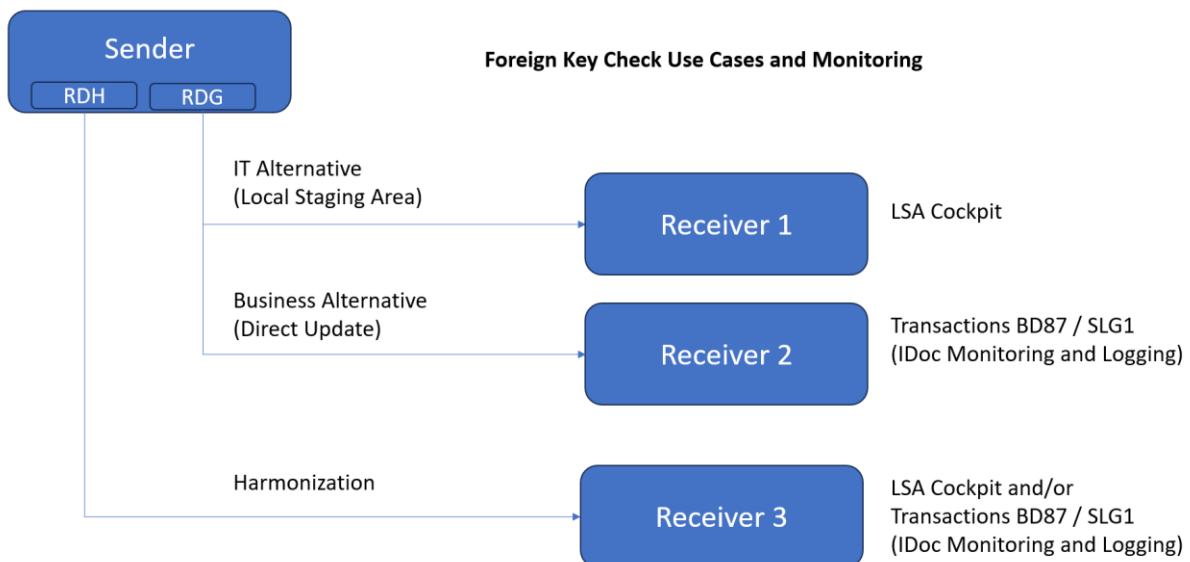 Sender
RDH
RDG
Foreign Key Check Use Cases and Monitoring
IT Alternative
(Local Staging Area)
Receiver 1
LSA Cockpit
Business Alternative
(Direct Update)
Receiver 2
Transactions BD87 / SLG1
(IDoc Monitoring and Logging)
Harmonization
Receiver 3
LSA Cockpit and/or
Transactions BD87 / SLG1
(IDoc Monitoring and Logging)